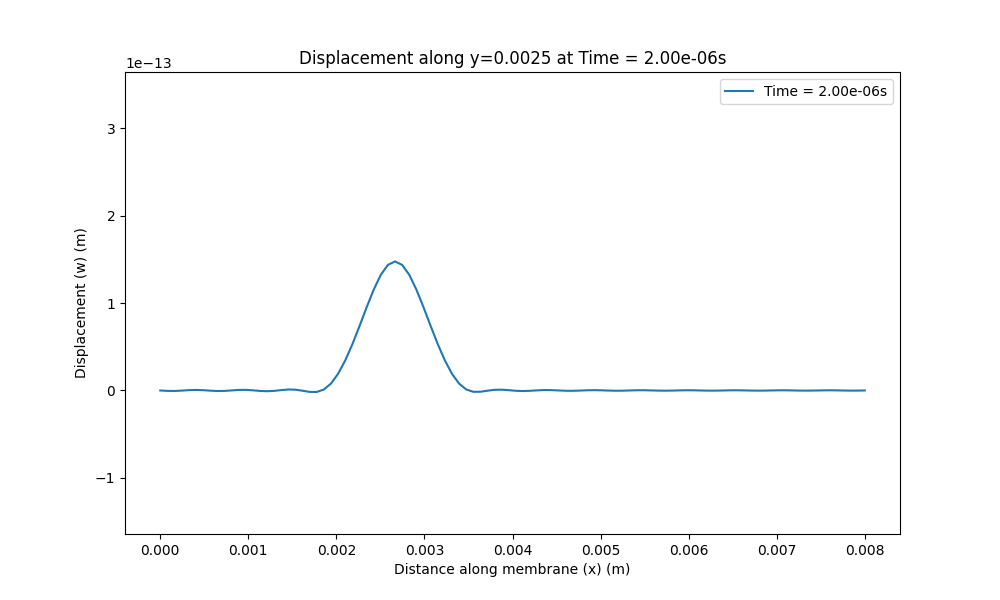 Displacement along y=0.0025 at Time = 2.00e-06s
1e−13
Time = 2.00e-06s
3
2
1
0
−1
Displacement (w) (m)
0.000 0.001 0.002 0.003 0.004 0.005 0.006 0.007 0.008
Distance along membrane (x) (m)